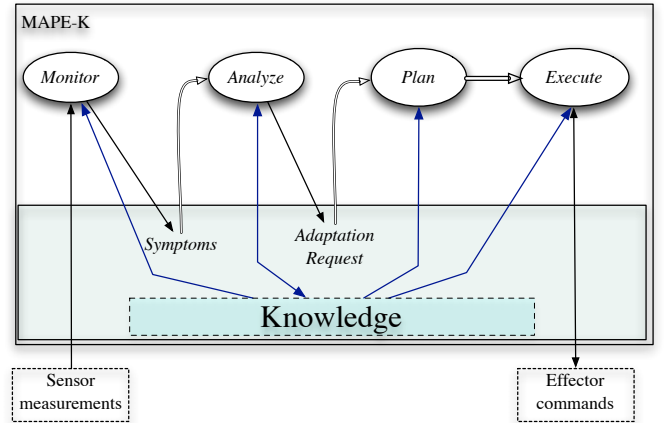 MAPE-K
Monitor
Analyze
Plan
Execute
Symptoms
Adaptation
Request
Knowledge
Sensor
measurements
Effector
commands